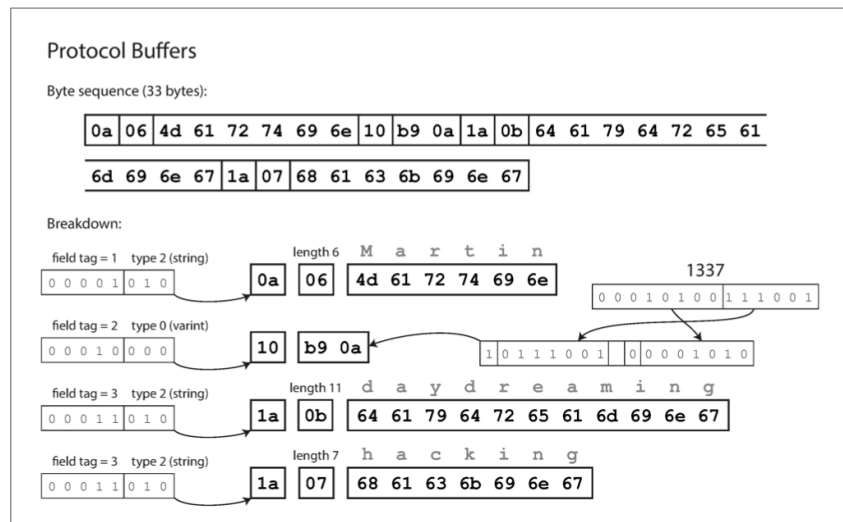 Protocol Buffers
Byte sequence (33 bytes):
0a 06 4d 61 72 74 69 6e 10 b9 0a 1a 0b 64 61 79 64 72 65 61
6d 69 6e 67 1a 07 68 61 63 6b 69 6e 67
Breakdown:
field tag = 1 type 2 (string) length 6 M a r t i n
0 0 0 0 1 0 1 0 0a 06 4d 61 72 74 69 6e
1337
0 0 0 1 0 1 0 0 1 1 1 0 0 1
field tag = 2 type 0 (varint)
0 0 0 1 0 0 0 0 10 b9 0a 1 0 1 1 1 0 0 1 0 0 0 0 1 0 1 0
field tag = 3 type 2 (string) length 11 d a y d r e a m i n g
0 0 0 1 1 0 1 0 1a 0b 64 61 79 64 72 65 61 6d 69 6e 67
field tag = 3 type 2 (string) length 7 h a c k i n g
0 0 0 1 1 0 1 0 1a 07 68 61 63 6b 69 6e 67